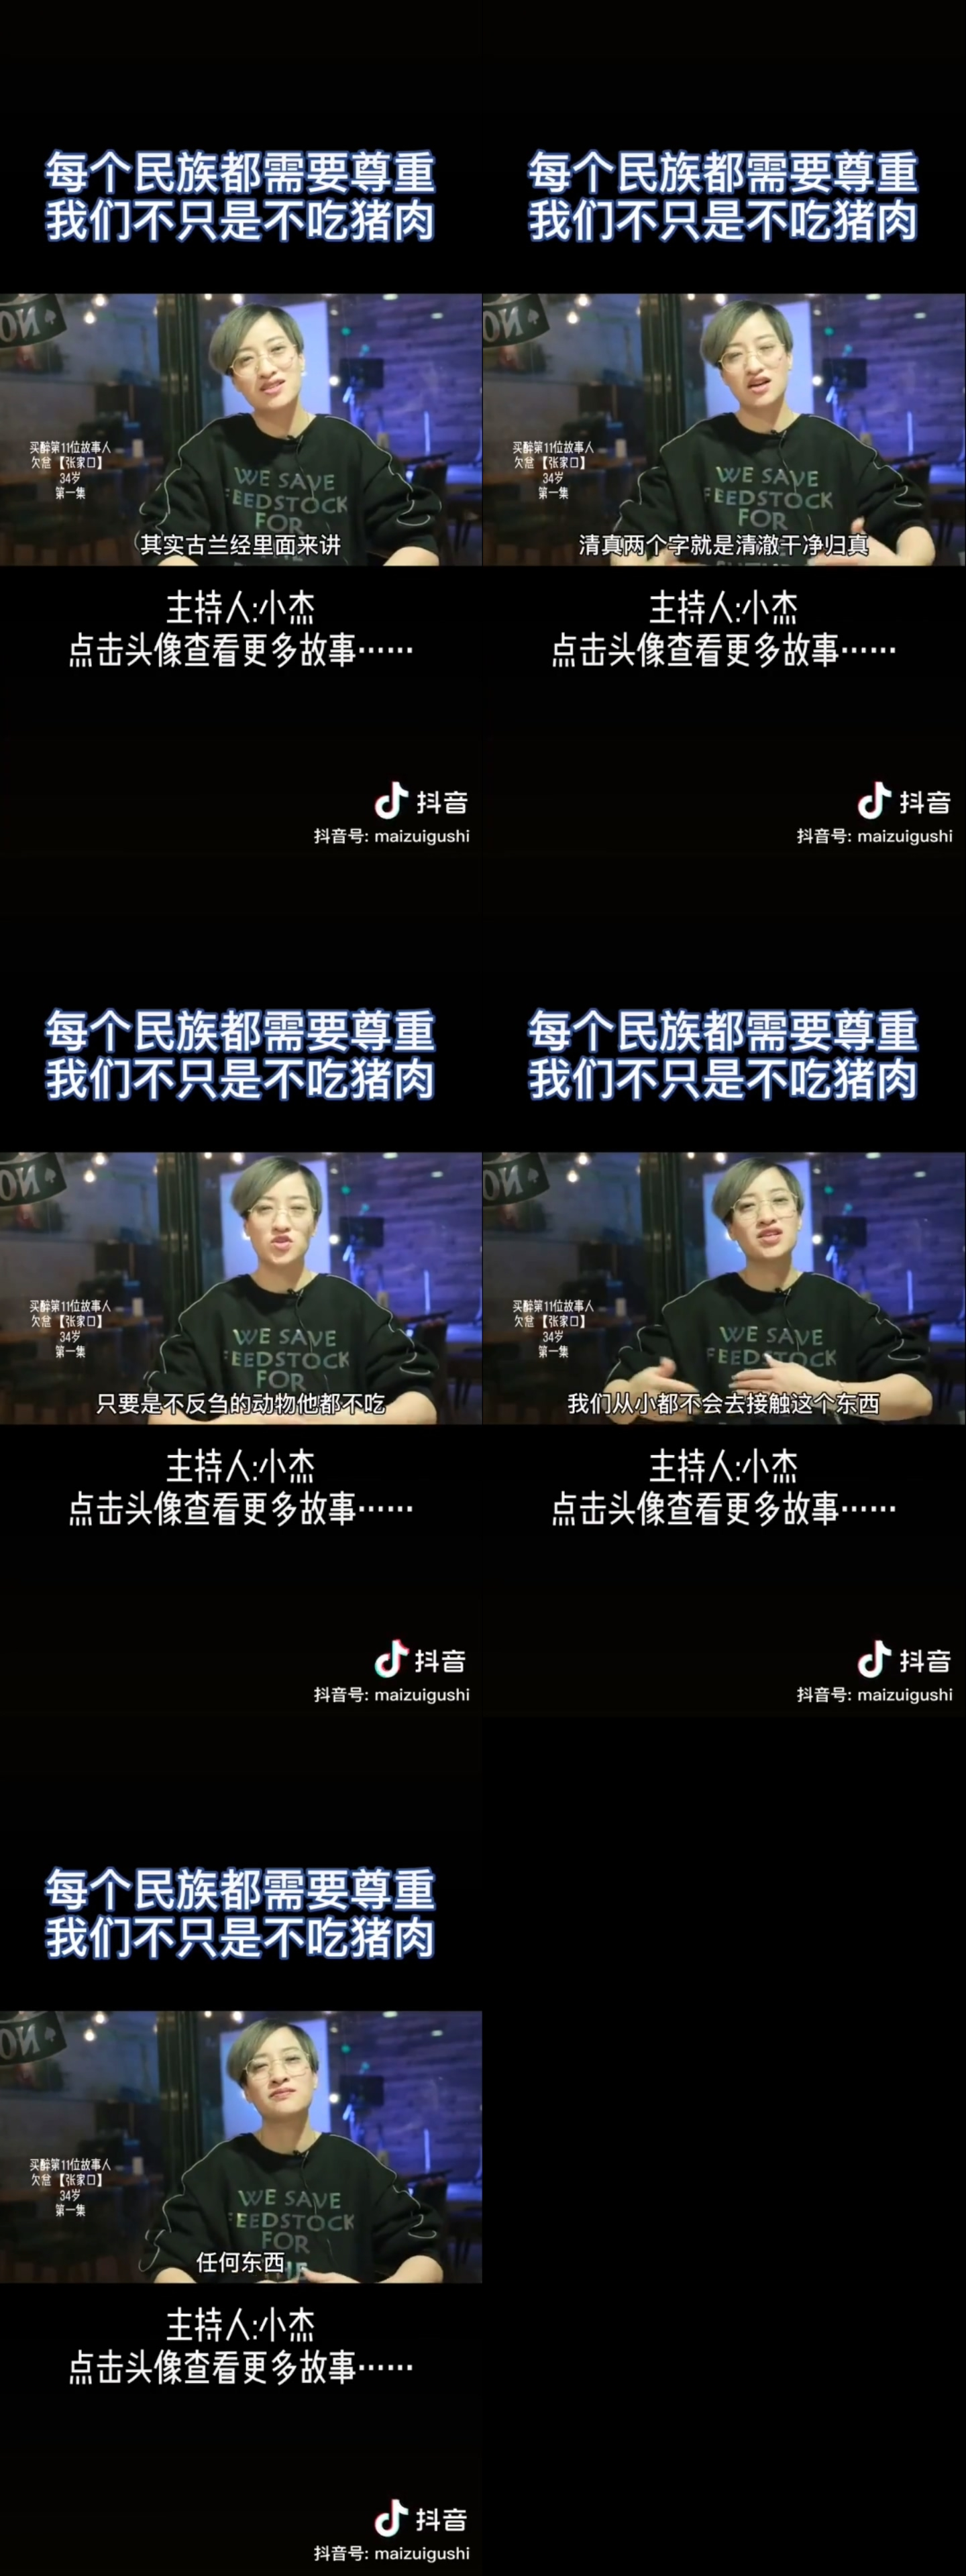 每个民族都需要尊重
我们不只是不吃猪肉
NO
买醉第11位故事人
欠忿【张家口】
34岁
第一集
WE SAVE
FEEDSTOCK
FOR
其实古兰经里面来讲
主持人:小杰
点击头像查看更多故事……
抖音
抖音号: maizuigushi
每个民族都需要尊重
我们不只是不吃猪肉
NO
买醉第11位故事人
欠忿【张家口】
34岁
第一集
WE SAVE
FEEDSTOCK
FOR
清真两个字就是清澈干净归真
主持人:小杰
点击头像查看更多故事……
抖音
抖音号: maizuigushi
每个民族都需要尊重
我们不只是不吃猪肉
NO
买醉第11位故事人
欠忿【张家口】
34岁
第一集
WE SAVE
FEEDSTOCK
FOR
只要是不反刍的动物他都不吃
主持人:小杰
点击头像查看更多故事……
抖音
抖音号: maizuigushi
每个民族都需要尊重
我们不只是不吃猪肉
NO
买醉第11位故事人
欠忿【张家口】
34岁
第一集
WE SAVE
FEEDSTOCK
我们从小都不会去接触这个东西
主持人:小杰
点击头像查看更多故事……
抖音
抖音号: maizuigushi
每个民族都需要尊重
我们不只是不吃猪肉
NO
买醉第11位故事人
欠忿【张家口】
34岁
第一集
WE SAVE
FEEDSTOCK
FOR
任何东西
主持人:小杰
点击头像查看更多故事……
抖音
抖音号: maizuigushi